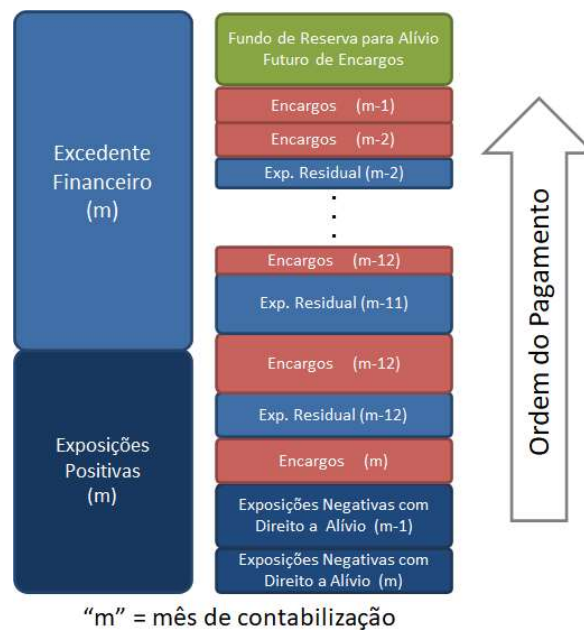 Excedente
Financeiro
(m)
Exposições
Positivas
(m)
Fundo de Reserva para Alívio
Futuro de Encargos
Encargos (m-1)
Encargos (m-2)
Exp. Residual (m-2)
Encargos (m-12)
Exp. Residual (m-11)
Encargos (m-12)
Exp. Residual (m-12)
Encargos (m)
Exposições Negativas com
Direito a Alívio (m-1)
Exposições Negativas com
Direito a Alívio (m)
Ordem do Pagamento
“m” = mês de contabilização